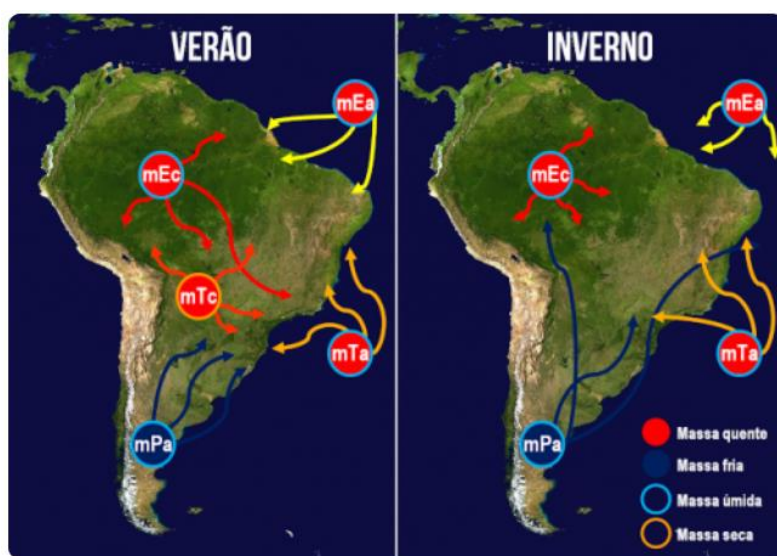 VERÃO
mEa
mEc
mTc
mTa
mPa
INVERNO
mEa
mEc
mTa
mPa
Massa quente
Massa fria
Massa úmida
Massa seca